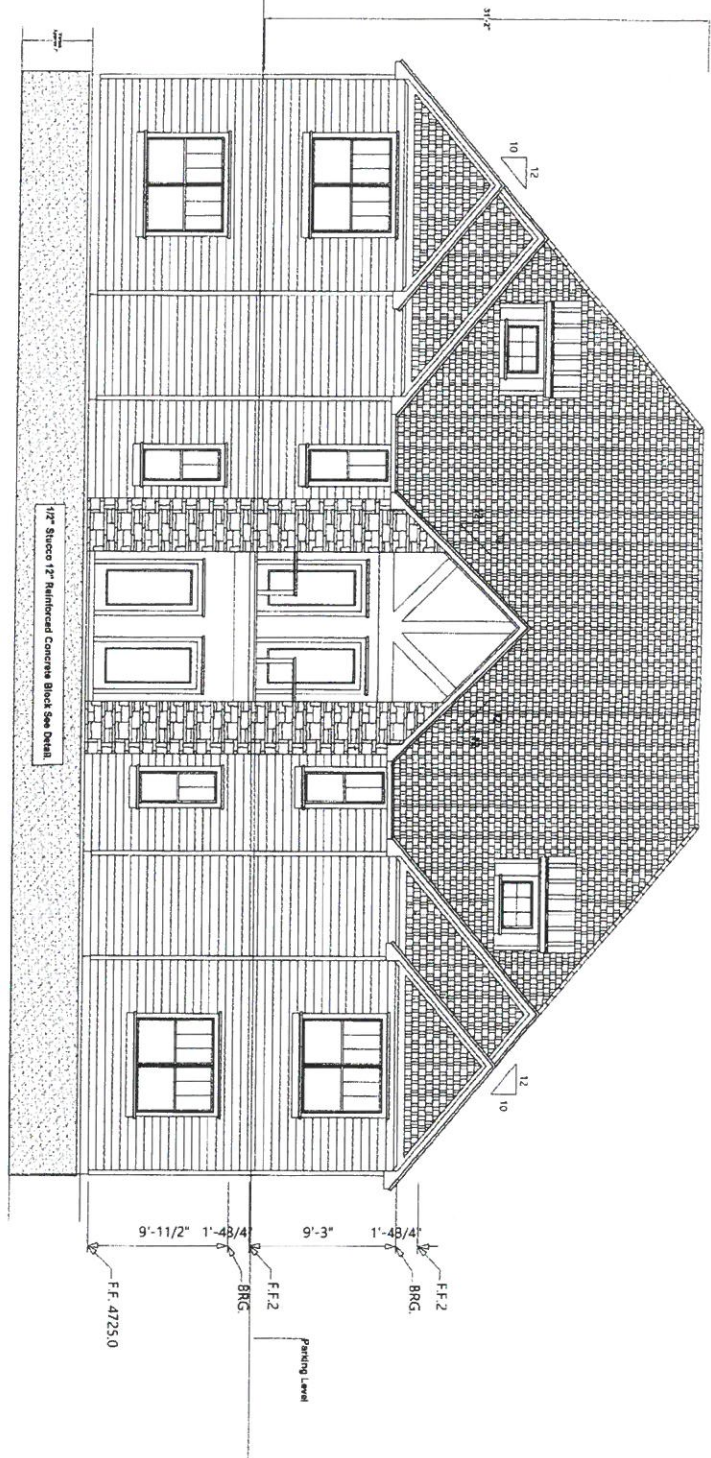 31'-2"
12
10
12
10
1/2" Stucco 12" Reinforced Concrete Block See Detail
9'-11/2"
1'-43/4"
9'-3"
1'-43/4"
F.F.2
BRG.
F.F.2
BRG.
F.F. 4725.0
Parking Level